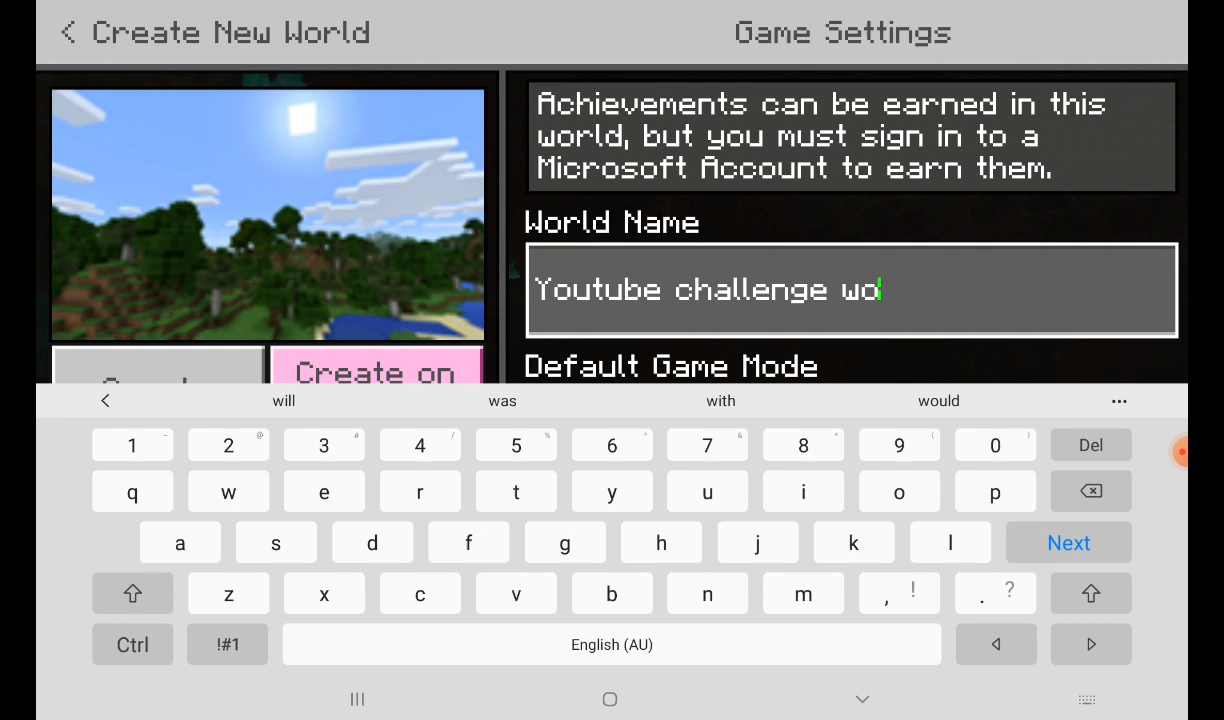 Create New World
Game Settings
Achievements can be earned in this
world, but you must sign in to a
Microsoft Account to earn them.
World Name
Youtube challenge wo
Default Game Mode
Create on
will was with would ...
1 - 2 @ 3 # 4 / 5 % 6 ^ 7 & 8 * 9 ( 0 ) Del
q w e r t y u i o p
a s d f g h j k l Next
z x c v b n m , ! . ?
Ctrl !#1 English (AU)